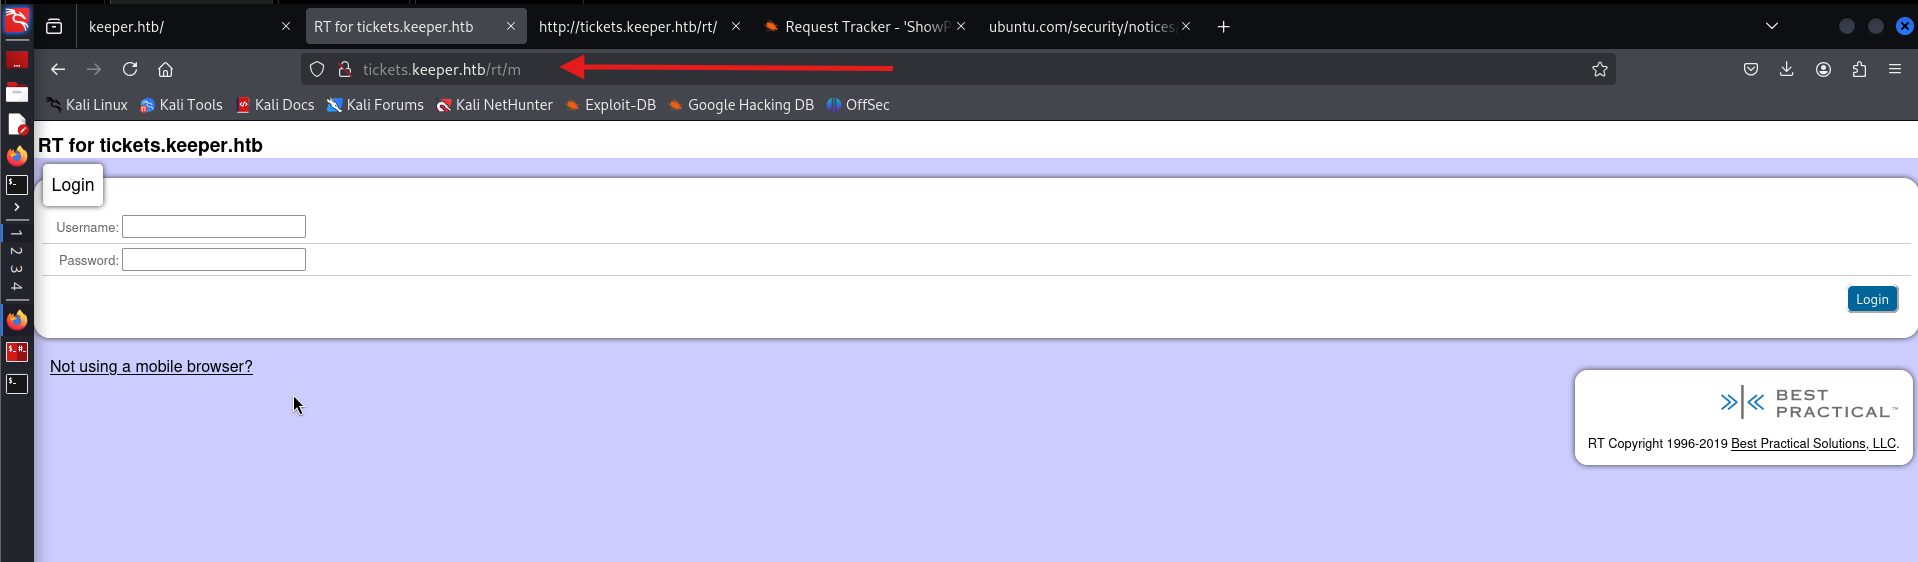 keeper.htb/
RT for tickets.keeper.htb
http://tickets.keeper.htb/rt/
Request Tracker - 'ShowP
ubuntu.com/security/notices
tickets.keeper.htb/rt/m
Kali Linux
Kali Tools
Kali Docs
Kali Forums
Kali NetHunter
Exploit-DB
Google Hacking DB
OffSec
RT for tickets.keeper.htb
Login
Username:
Password:
Login
Not using a mobile browser?
BEST
PRACTICAL™
RT Copyright 1996-2019 Best Practical Solutions, LLC.
1
2
3
4